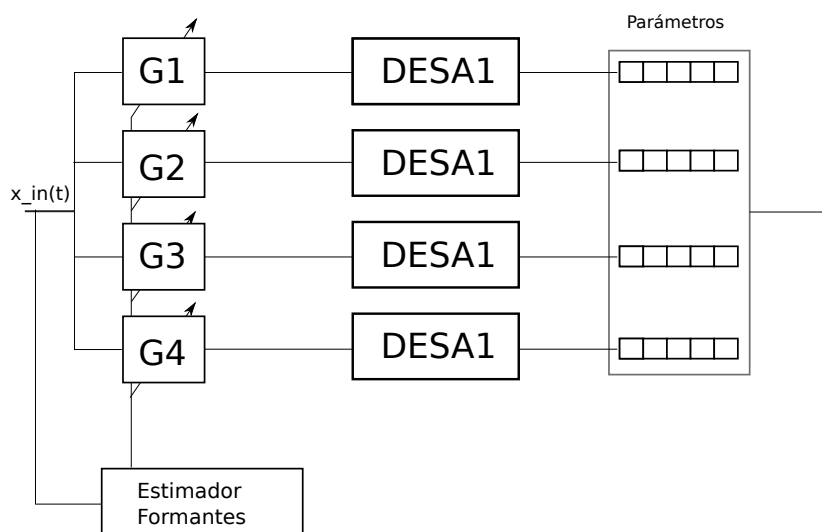 Parámetros
G1
DESA1
G2
DESA1
x_in(t)
G3
DESA1
G4
DESA1
Estimador
Formantes